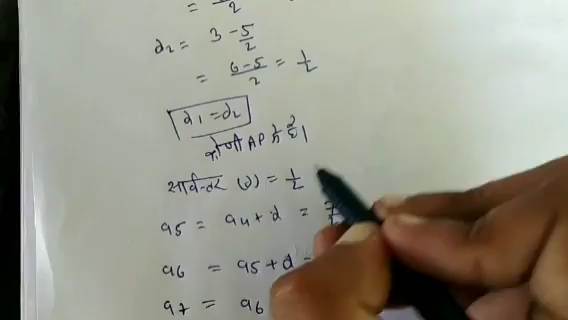 d2 = 3 - 5/2
= 6-5/2 = 1/2
d1 = d2
श्रेणी AP में है।
सार्वान्तर (d) = 1/2
a5 = a4 + d =
a6 = a5 + d =
a7 = a6